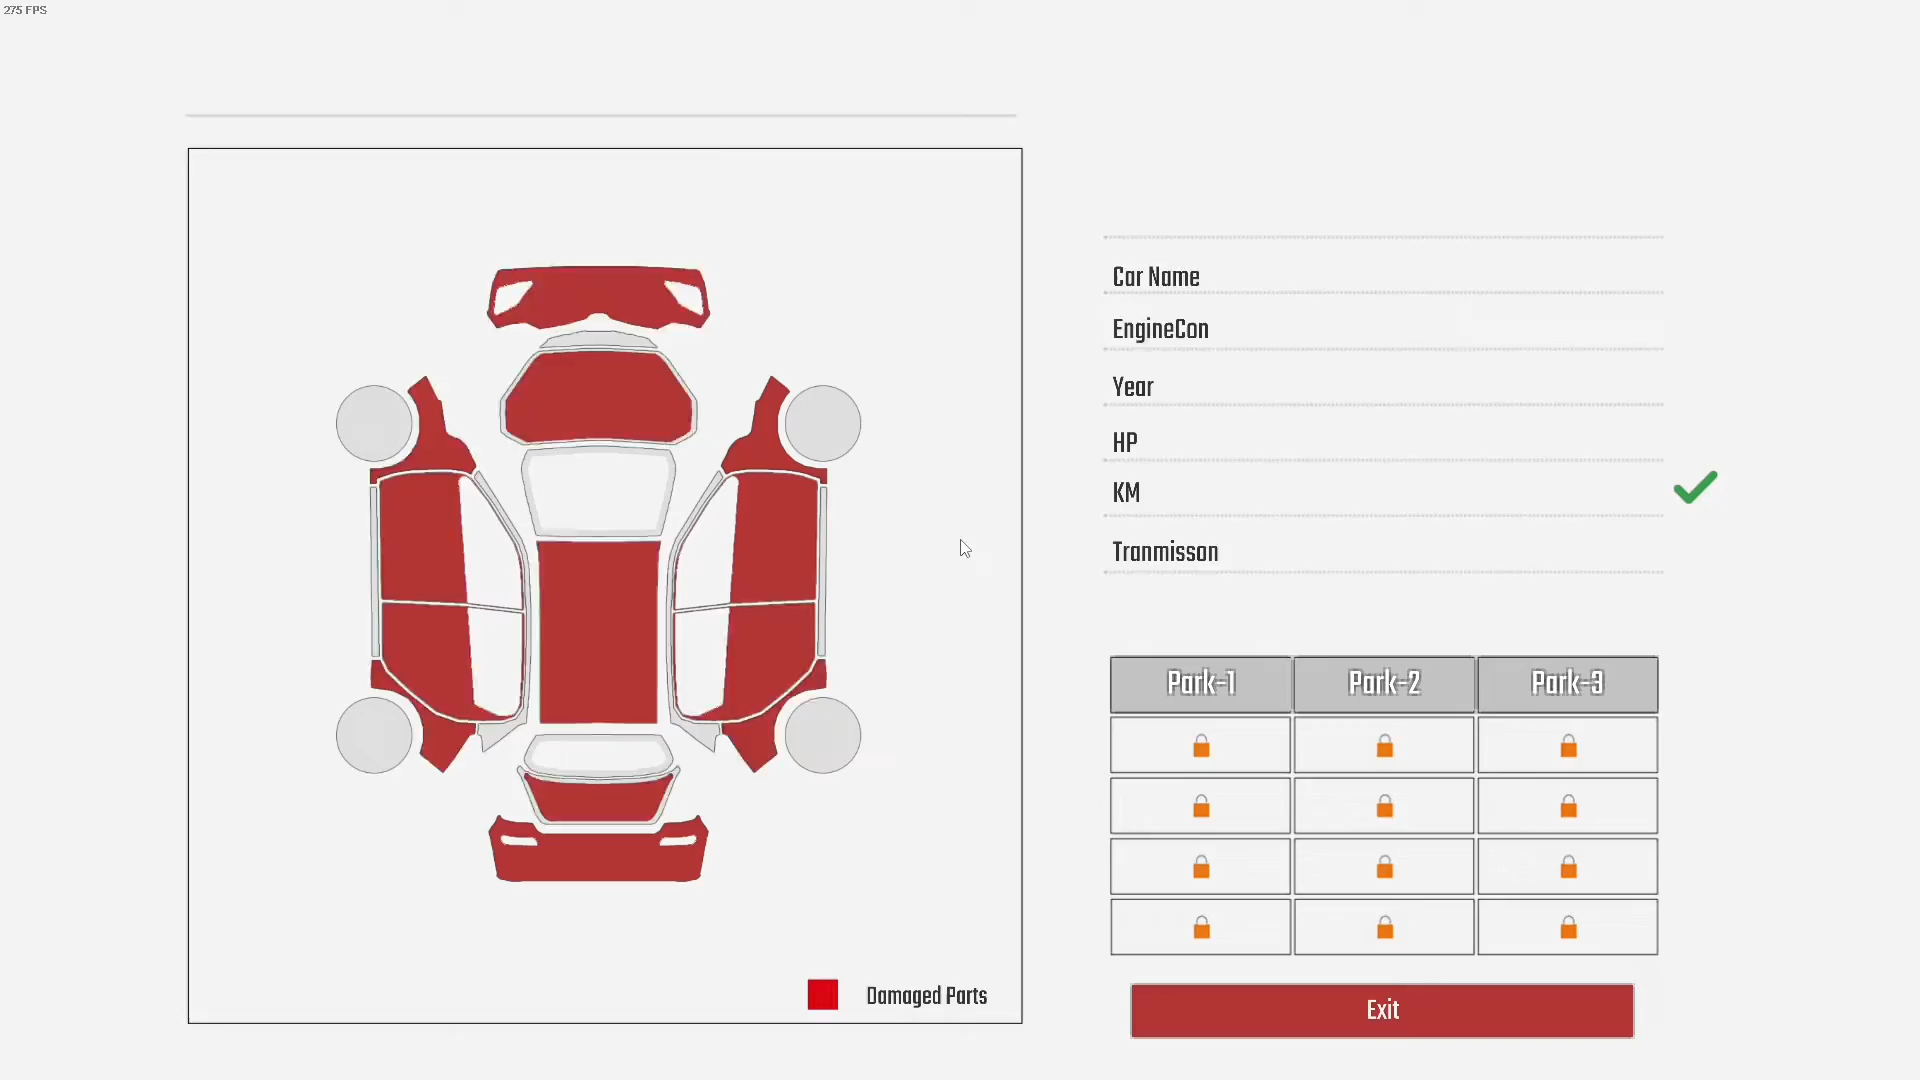 275 FPS
Car Name
EngineCon
Year
HP
KM
Tranmisson
Park-1 Park-2 Park-3
Damaged Parts
Exit